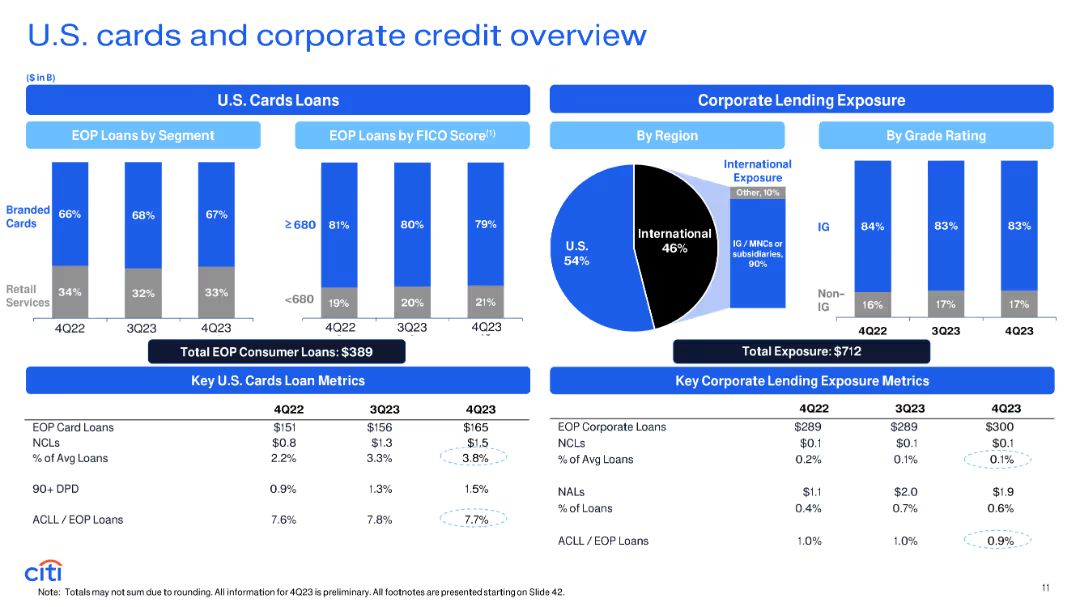 U.S. cards and corporate credit overview
($ in B)
U.S. Cards Loans
EOP Loans by Segment
EOP Loans by FICO Score(1)
Branded
Cards
66%
68%
67%
Retail
Services
34%
32%
33%
4Q22
3Q23
4Q23
≥ 680
81%
80%
79%
<680
19%
20%
21%
4Q22
3Q23
4Q23
Total EOP Consumer Loans: $389
Key U.S. Cards Loan Metrics
4Q22 3Q23 4Q23
EOP Card Loans $151 $156 $165
NCLs $0.8 $1.3 $1.5
% of Avg Loans 2.2% 3.3% 3.8%
90+ DPD 0.9% 1.3% 1.5%
ACLL / EOP Loans 7.6% 7.8% 7.7%
Corporate Lending Exposure
By Region
By Grade Rating
U.S.
54%
International
46%
International
Exposure
Other, 10%
IG / MNCs or
subsidiaries,
90%
IG
84%
83%
83%
Non-
IG
16%
17%
17%
4Q22
3Q23
4Q23
Total Exposure: $712
Key Corporate Lending Exposure Metrics
4Q22 3Q23 4Q23
EOP Corporate Loans $289 $289 $300
NCLs $0.1 $0.1 $0.1
% of Avg Loans 0.2% 0.1% 0.1%
NALs $1.1 $2.0 $1.9
% of Loans 0.4% 0.7% 0.6%
ACLL / EOP Loans 1.0% 1.0% 0.9%
citi
Note: Totals may not sum due to rounding. All information for 4Q23 is preliminary. All footnotes are presented starting on Slide 42.
11